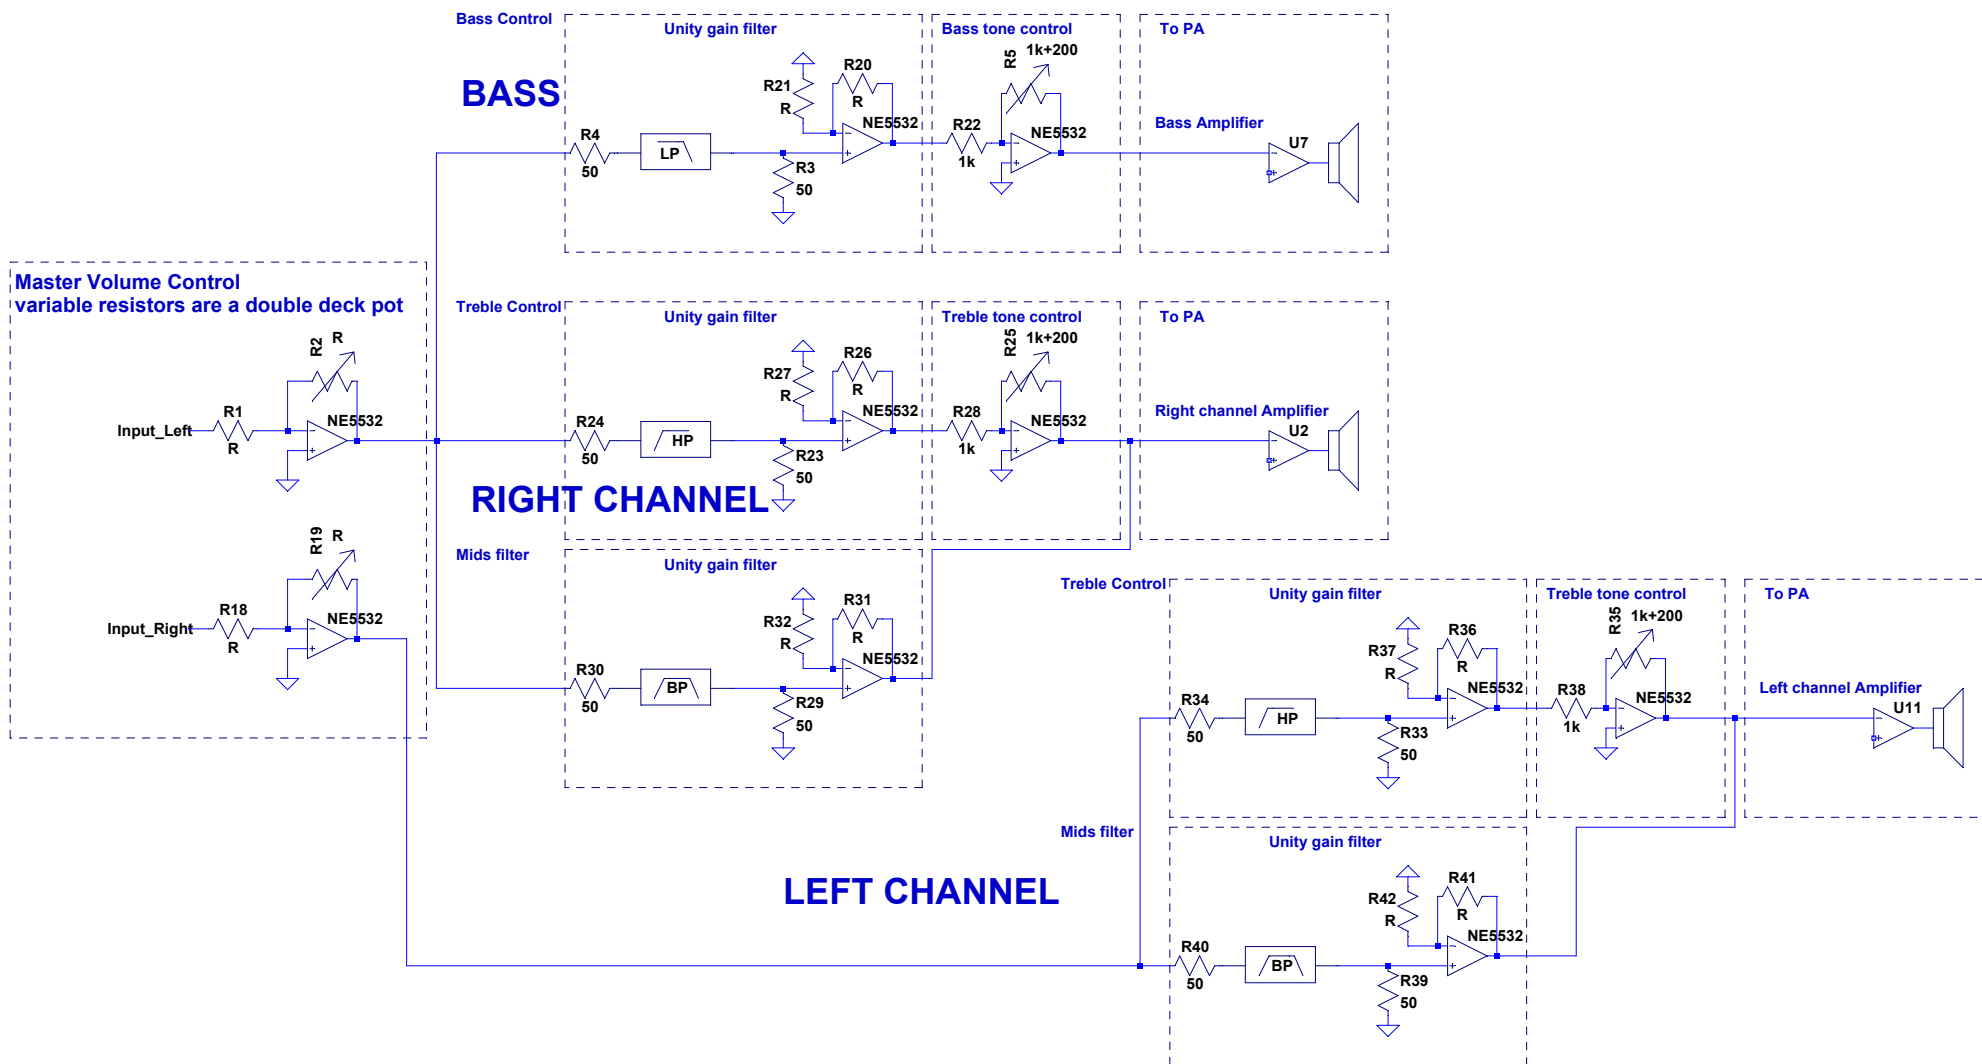 Bass Control
Unity gain filter
Bass tone control
To PA
BASS
R4
50
LP
R21
R
R20
R
NE5532
R3
50
R22
1k
R5
1k+200
NE5532
Bass Amplifier
U7
Master Volume Control
variable resistors are a double deck pot
R2
R
Input_Left
R1
R
NE5532
R19
R
Input_Right
R18
R
NE5532
Treble Control
Unity gain filter
Treble tone control
To PA
R24
50
HP
R27
R
R26
R
NE5532
R23
50
R28
1k
R25
1k+200
NE5532
Right channel Amplifier
U2
RIGHT CHANNEL
Mids filter
Unity gain filter
R30
50
BP
R32
R
R31
R
NE5532
R29
50
Treble Control
Unity gain filter
Treble tone control
To PA
R34
50
HP
R37
R
R36
R
NE5532
R33
50
R38
1k
R35
1k+200
NE5532
Left channel Amplifier
U11
Mids filter
Unity gain filter
LEFT CHANNEL
R40
50
BP
R42
R
R41
R
NE5532
R39
50